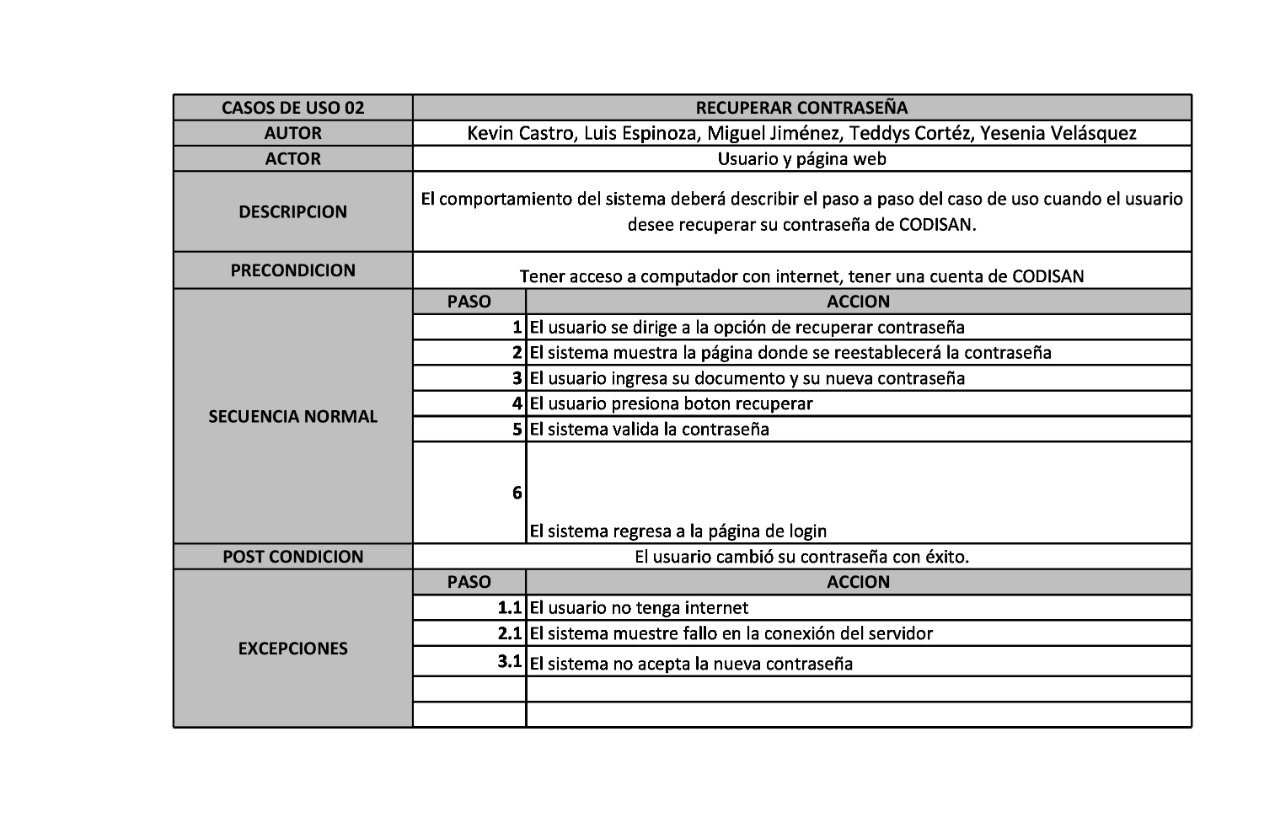 CASOS DE USO 02 RECUPERAR CONTRASEÑA
AUTOR Kevin Castro, Luis Espinoza, Miguel Jiménez, Teddys Cortéz, Yesenia Velásquez
ACTOR Usuario y página web
DESCRIPCION El comportamiento del sistema deberá describir el paso a paso del caso de uso cuando el usuario
desee recuperar su contraseña de CODISAN.
PRECONDICION Tener acceso a computador con internet, tener una cuenta de CODISAN
SECUENCIA NORMAL
PASO ACCION
1 El usuario se dirige a la opción de recuperar contraseña
2 El sistema muestra la página donde se reestablecerá la contraseña
3 El usuario ingresa su documento y su nueva contraseña
4 El usuario presiona boton recuperar
5 El sistema valida la contraseña
6 El sistema regresa a la página de login
POST CONDICION El usuario cambió su contraseña con éxito.
EXCEPCIONES
PASO ACCION
1.1 El usuario no tenga internet
2.1 El sistema muestre fallo en la conexión del servidor
3.1 El sistema no acepta la nueva contraseña